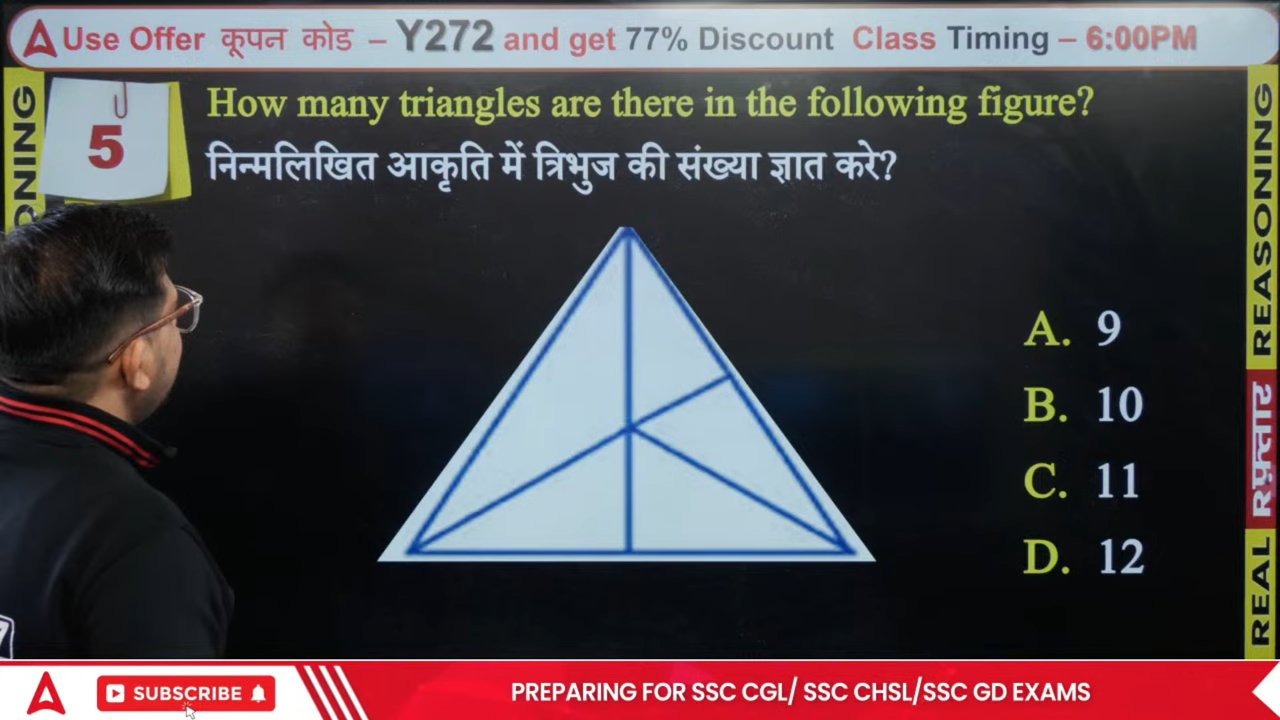 Use Offer कूपन कोड – Y272 and get 77% Discount Class Timing – 6:00PM
5
How many triangles are there in the following figure?
निन्मलिखित आकृति में त्रिभुज की संख्या ज्ञात करे?
A. 9
B. 10
C. 11
D. 12
REAL रफ़्तार REASONING
SUBSCRIBE
PREPARING FOR SSC CGL/ SSC CHSL/SSC GD EXAMS